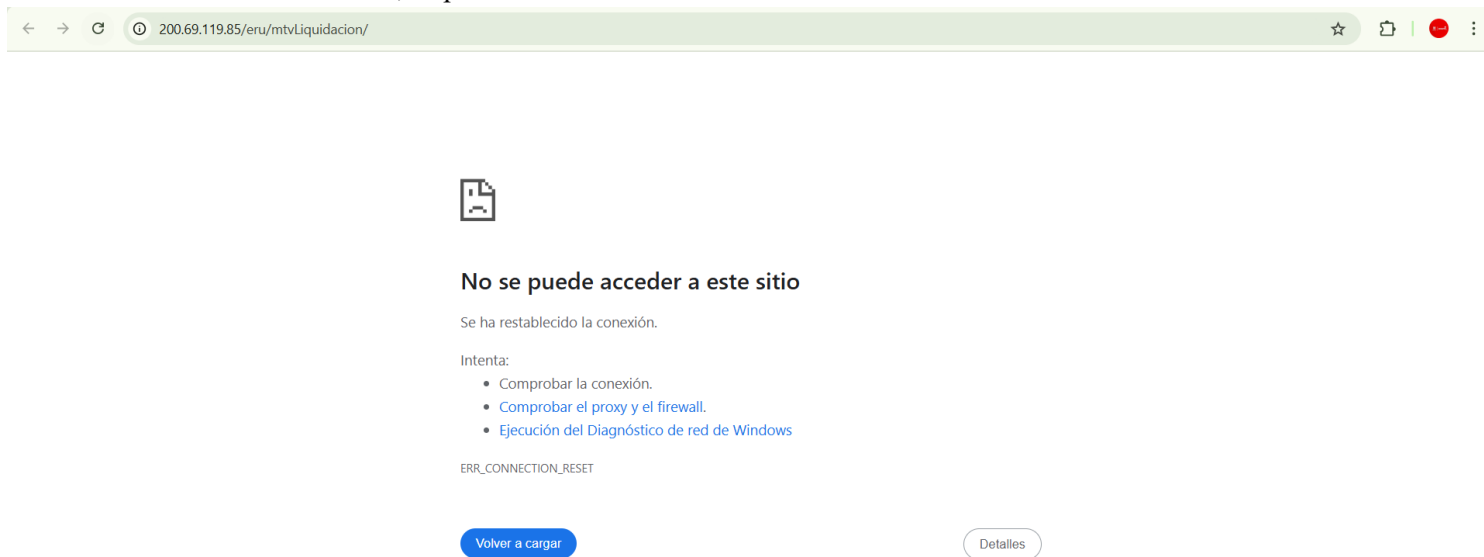 200.69.119.85/eru/mtvLiquidacion/
No se puede acceder a este sitio
Se ha restablecido la conexión.
Intenta:
• Comprobar la conexión.
• Comprobar el proxy y el firewall.
• Ejecución del Diagnóstico de red de Windows
ERR_CONNECTION_RESET
Volver a cargar
Detalles